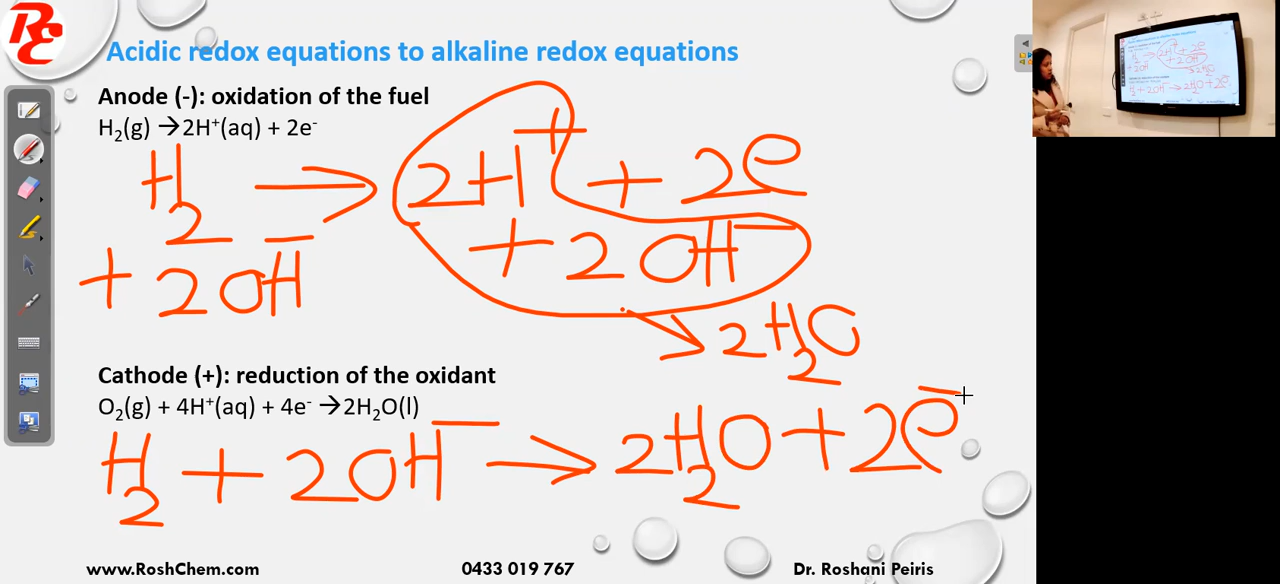 RC
Acidic redox equations to alkaline redox equations
Anode (-): oxidation of the fuel
H₂(g) →2H⁺(aq) + 2e⁻
H₂ → 2H⁺ + 2e
+ 2OH⁻ + 2OH⁻
→ 2H₂O
Cathode (+): reduction of the oxidant
O₂(g) + 4H⁺(aq) + 4e⁻ →2H₂O(l)
H₂ + 2OH⁻ → 2H₂O + 2e⁻
www.RoshChem.com 0433 019 767 Dr. Roshani Peiris